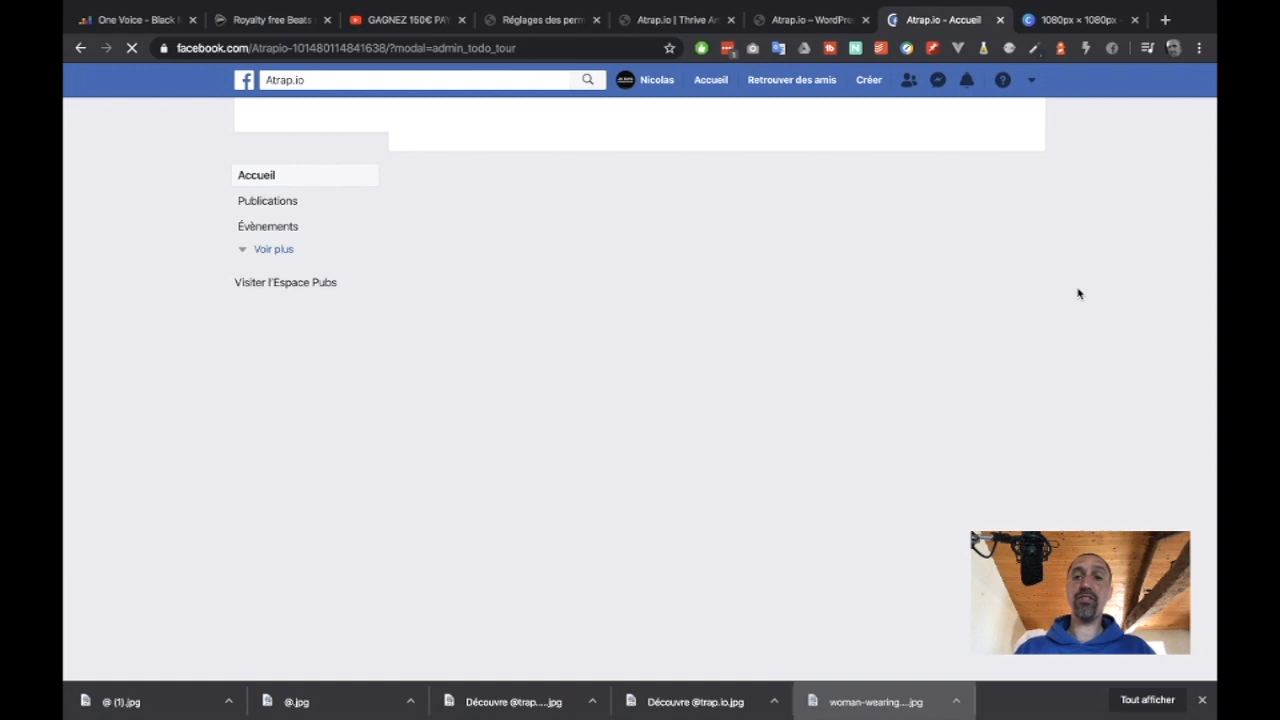 One Voice - Black M
Royalty free Beats
GAGNEZ 150€ PAY
Réglages des perm
Atrap.io | Thrive Ar
Atrap.io – WordPre
Atrap.io - Accueil
1080px × 1080px -
facebook.com/Atrapio-101480114841638/?modal=admin_todo_tour
Atrap.io
Nicolas
Accueil
Retrouver des amis
Créer
Accueil
Publications
Évènements
Voir plus
Visiter l'Espace Pubs
@ (1).jpg
@.jpg
Découvre @trap....jpg
Découvre @trap.io.jpg
woman-wearing....jpg
Tout afficher